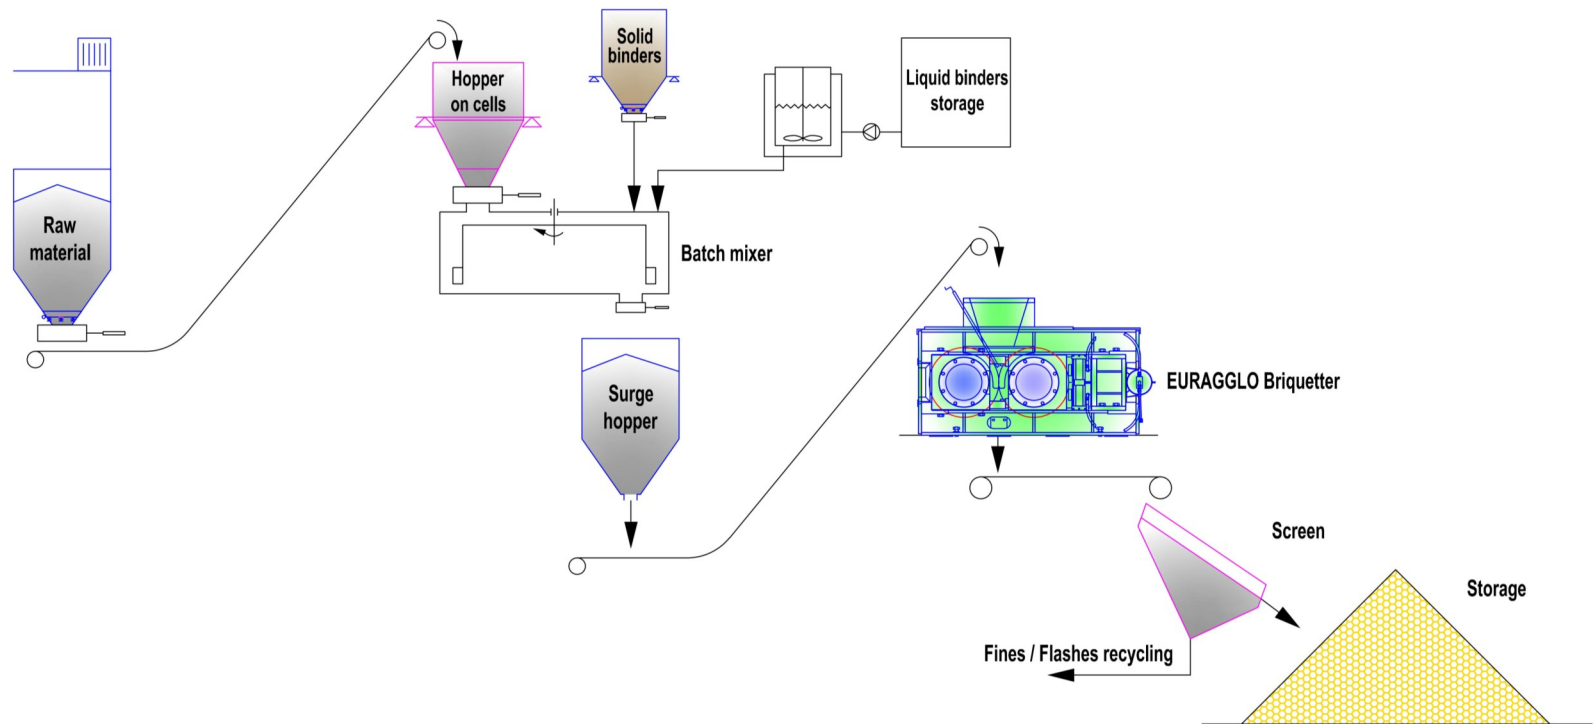 Solid
binders
Hopper
on cells
Liquid binders
storage
Raw
material
Batch mixer
Surge
hopper
EURAGGLO Briquetter
Screen
Storage
Fines / Flashes recycling